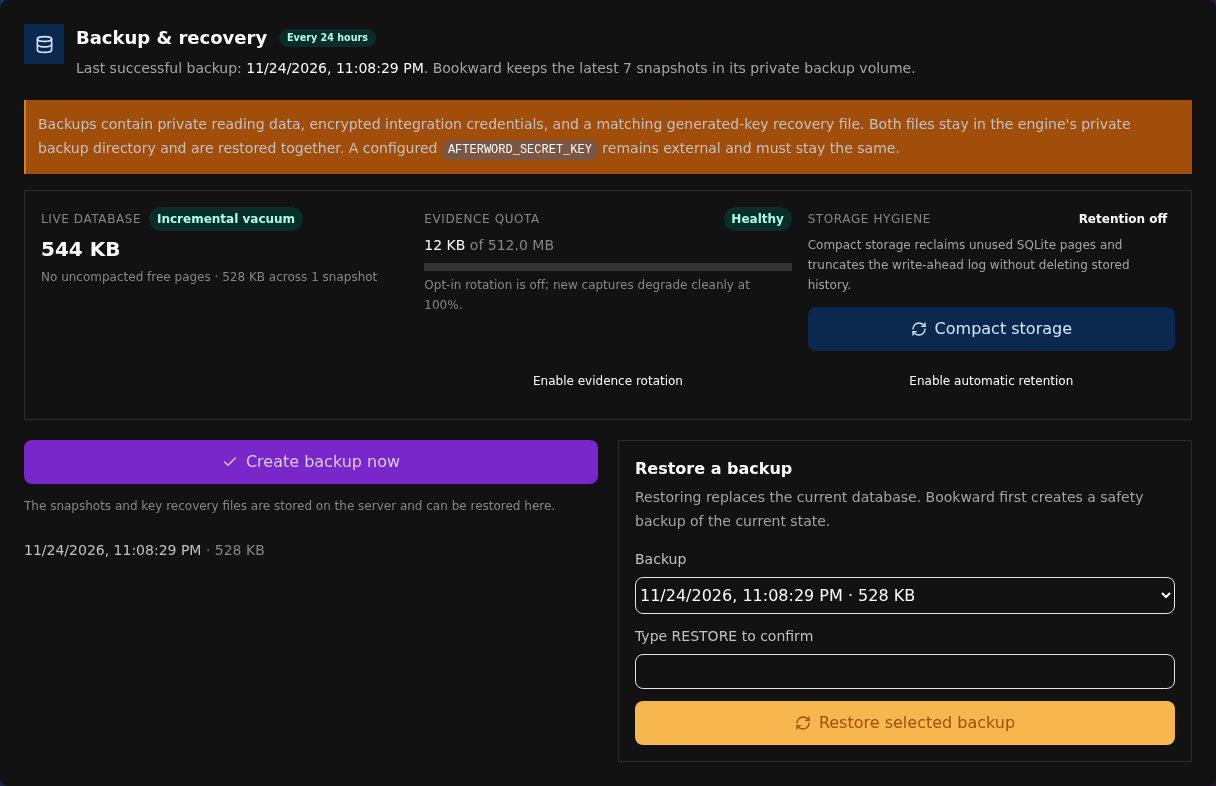 Backup & recovery
Every 24 hours
Last successful backup: 11/24/2026, 11:08:29 PM. Bookward keeps the latest 7 snapshots in its private backup volume.
Backups contain private reading data, encrypted integration credentials, and a matching generated-key recovery file. Both files stay in the engine's private
backup directory and are restored together. A configured AFTERWORD_SECRET_KEY remains external and must stay the same.
LIVE DATABASE
Incremental vacuum
544 KB
No uncompacted free pages · 528 KB across 1 snapshot
EVIDENCE QUOTA
Healthy
12 KB of 512.0 MB
Opt-in rotation is off; new captures degrade cleanly at
100%.
Enable evidence rotation
STORAGE HYGIENE
Retention off
Compact storage reclaims unused SQLite pages and
truncates the write-ahead log without deleting stored
history.
Compact storage
Enable automatic retention
Create backup now
The snapshots and key recovery files are stored on the server and can be restored here.
11/24/2026, 11:08:29 PM · 528 KB
Restore a backup
Restoring replaces the current database. Bookward first creates a safety
backup of the current state.
Backup
11/24/2026, 11:08:29 PM · 528 KB
Type RESTORE to confirm
Restore selected backup